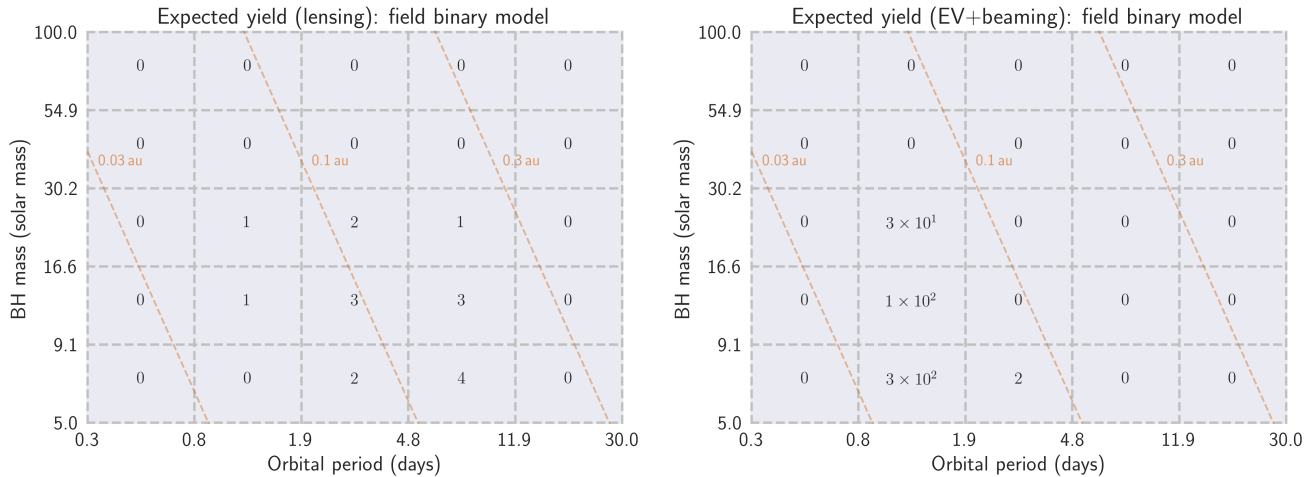 Expected yield (lensing): field binary model
100.0
0 0 0 0 0
54.9
0 0 0 0 0
0.03 au 0.1 au 0.3 au
30.2
0 1 2 1 0
16.6
0 1 3 3 0
9.1
0 0 2 4 0
5.0
0.3 0.8 1.9 4.8 11.9 30.0
Orbital period (days)
BH mass (solar mass)
Expected yield (EV+beaming): field binary model
100.0
0 0 0 0 0
54.9
0 0 0 0 0
0.03 au 0.1 au 0.3 au
30.2
0 3 × 10¹ 0 0 0
16.6
0 1 × 10² 0 0 0
9.1
0 3 × 10² 2 0 0
5.0
0.3 0.8 1.9 4.8 11.9 30.0
Orbital period (days)
BH mass (solar mass)